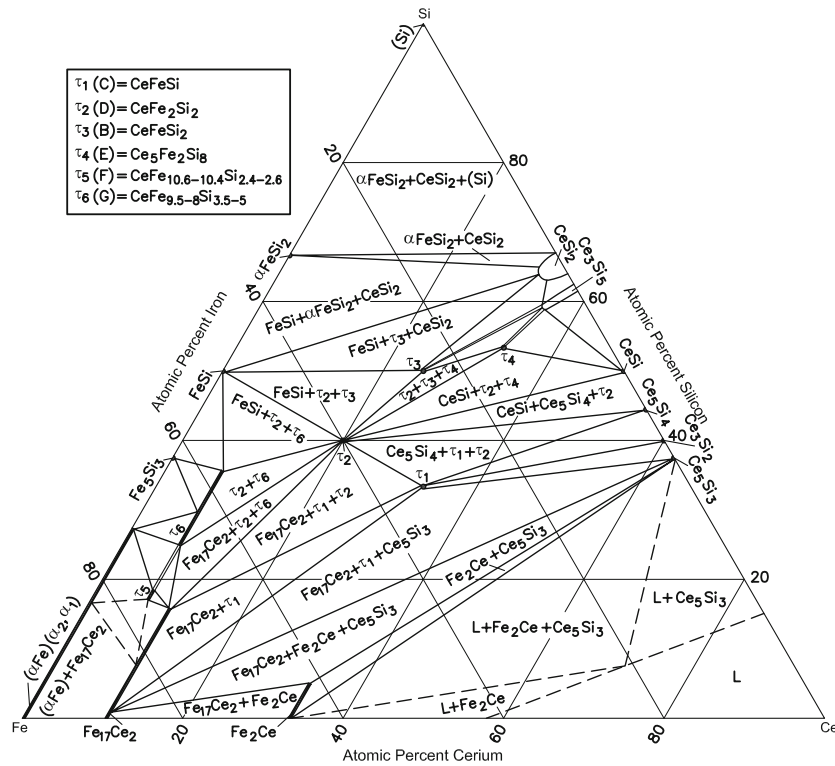 Si
(Si)
τ1 (C)=CeFeSi
τ2 (D)=CeFe2Si2
τ3 (B)=CeFeSi2
τ4 (E)=Ce5Fe2Si8
τ5 (F)=CeFe10.6–10.4Si2.4–2.6
τ6 (G)=CeFe9.5–8Si3.5–5
20
80
αFeSi2+CeSi2+(Si)
αFeSi2+CeSi2
αFeSi2
CeSi2
Ce3Si5
40
60
Atomic Percent Iron
Atomic Percent Silicon
FeSi+αFeSi2+CeSi2
FeSi+τ3+CeSi2
τ3
τ4
FeSi
CeSi
τ2+τ3+τ4
FeSi+τ2+τ3
CeSi+τ2+τ4
FeSi+τ2+τ6
CeSi+Ce5Si4+τ2
Ce5Si4
60
40
Ce3Si2
τ2
Ce5Si4+τ1+τ2
Fe5Si3
Ce5Si3
τ2+τ6
τ1
Fe17Ce2+τ2+τ6
Fe17Ce2+τ1+τ2
τ6
80
20
τ5
Fe17Ce2+τ1+Ce5Si3
Fe2Ce+Ce5Si3
L+Ce5Si3
Fe17Ce2+τ1
L+Fe2Ce+Ce5Si3
Fe17Ce2+Fe2Ce+Ce5Si3
(αFe)(α2, α1)
(αFe)+Fe17Ce2
L
Fe17Ce2+Fe2Ce
L+Fe2Ce
Fe
Fe17Ce2
20
Fe2Ce
40
60
80
Ce
Atomic Percent Cerium